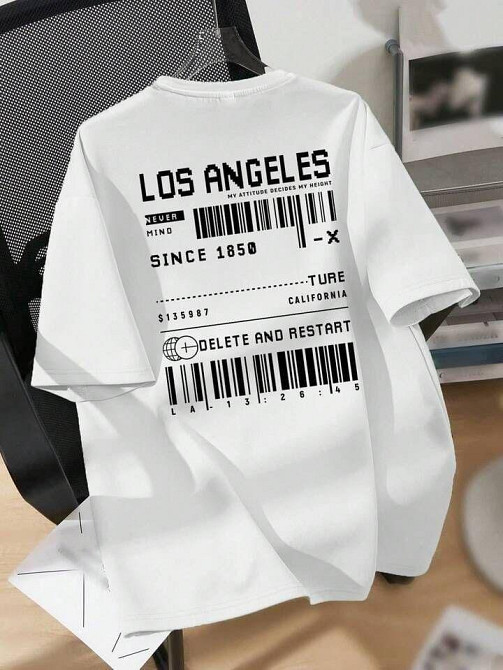 LOS ANGELES
MY ATTITUDE DECIDES MY HEIGHT
NEVER
MIND
SINCE 1850
-X
TURE
$135987
CALIFORNIA
DELETE AND RESTART
LA-13:26:45